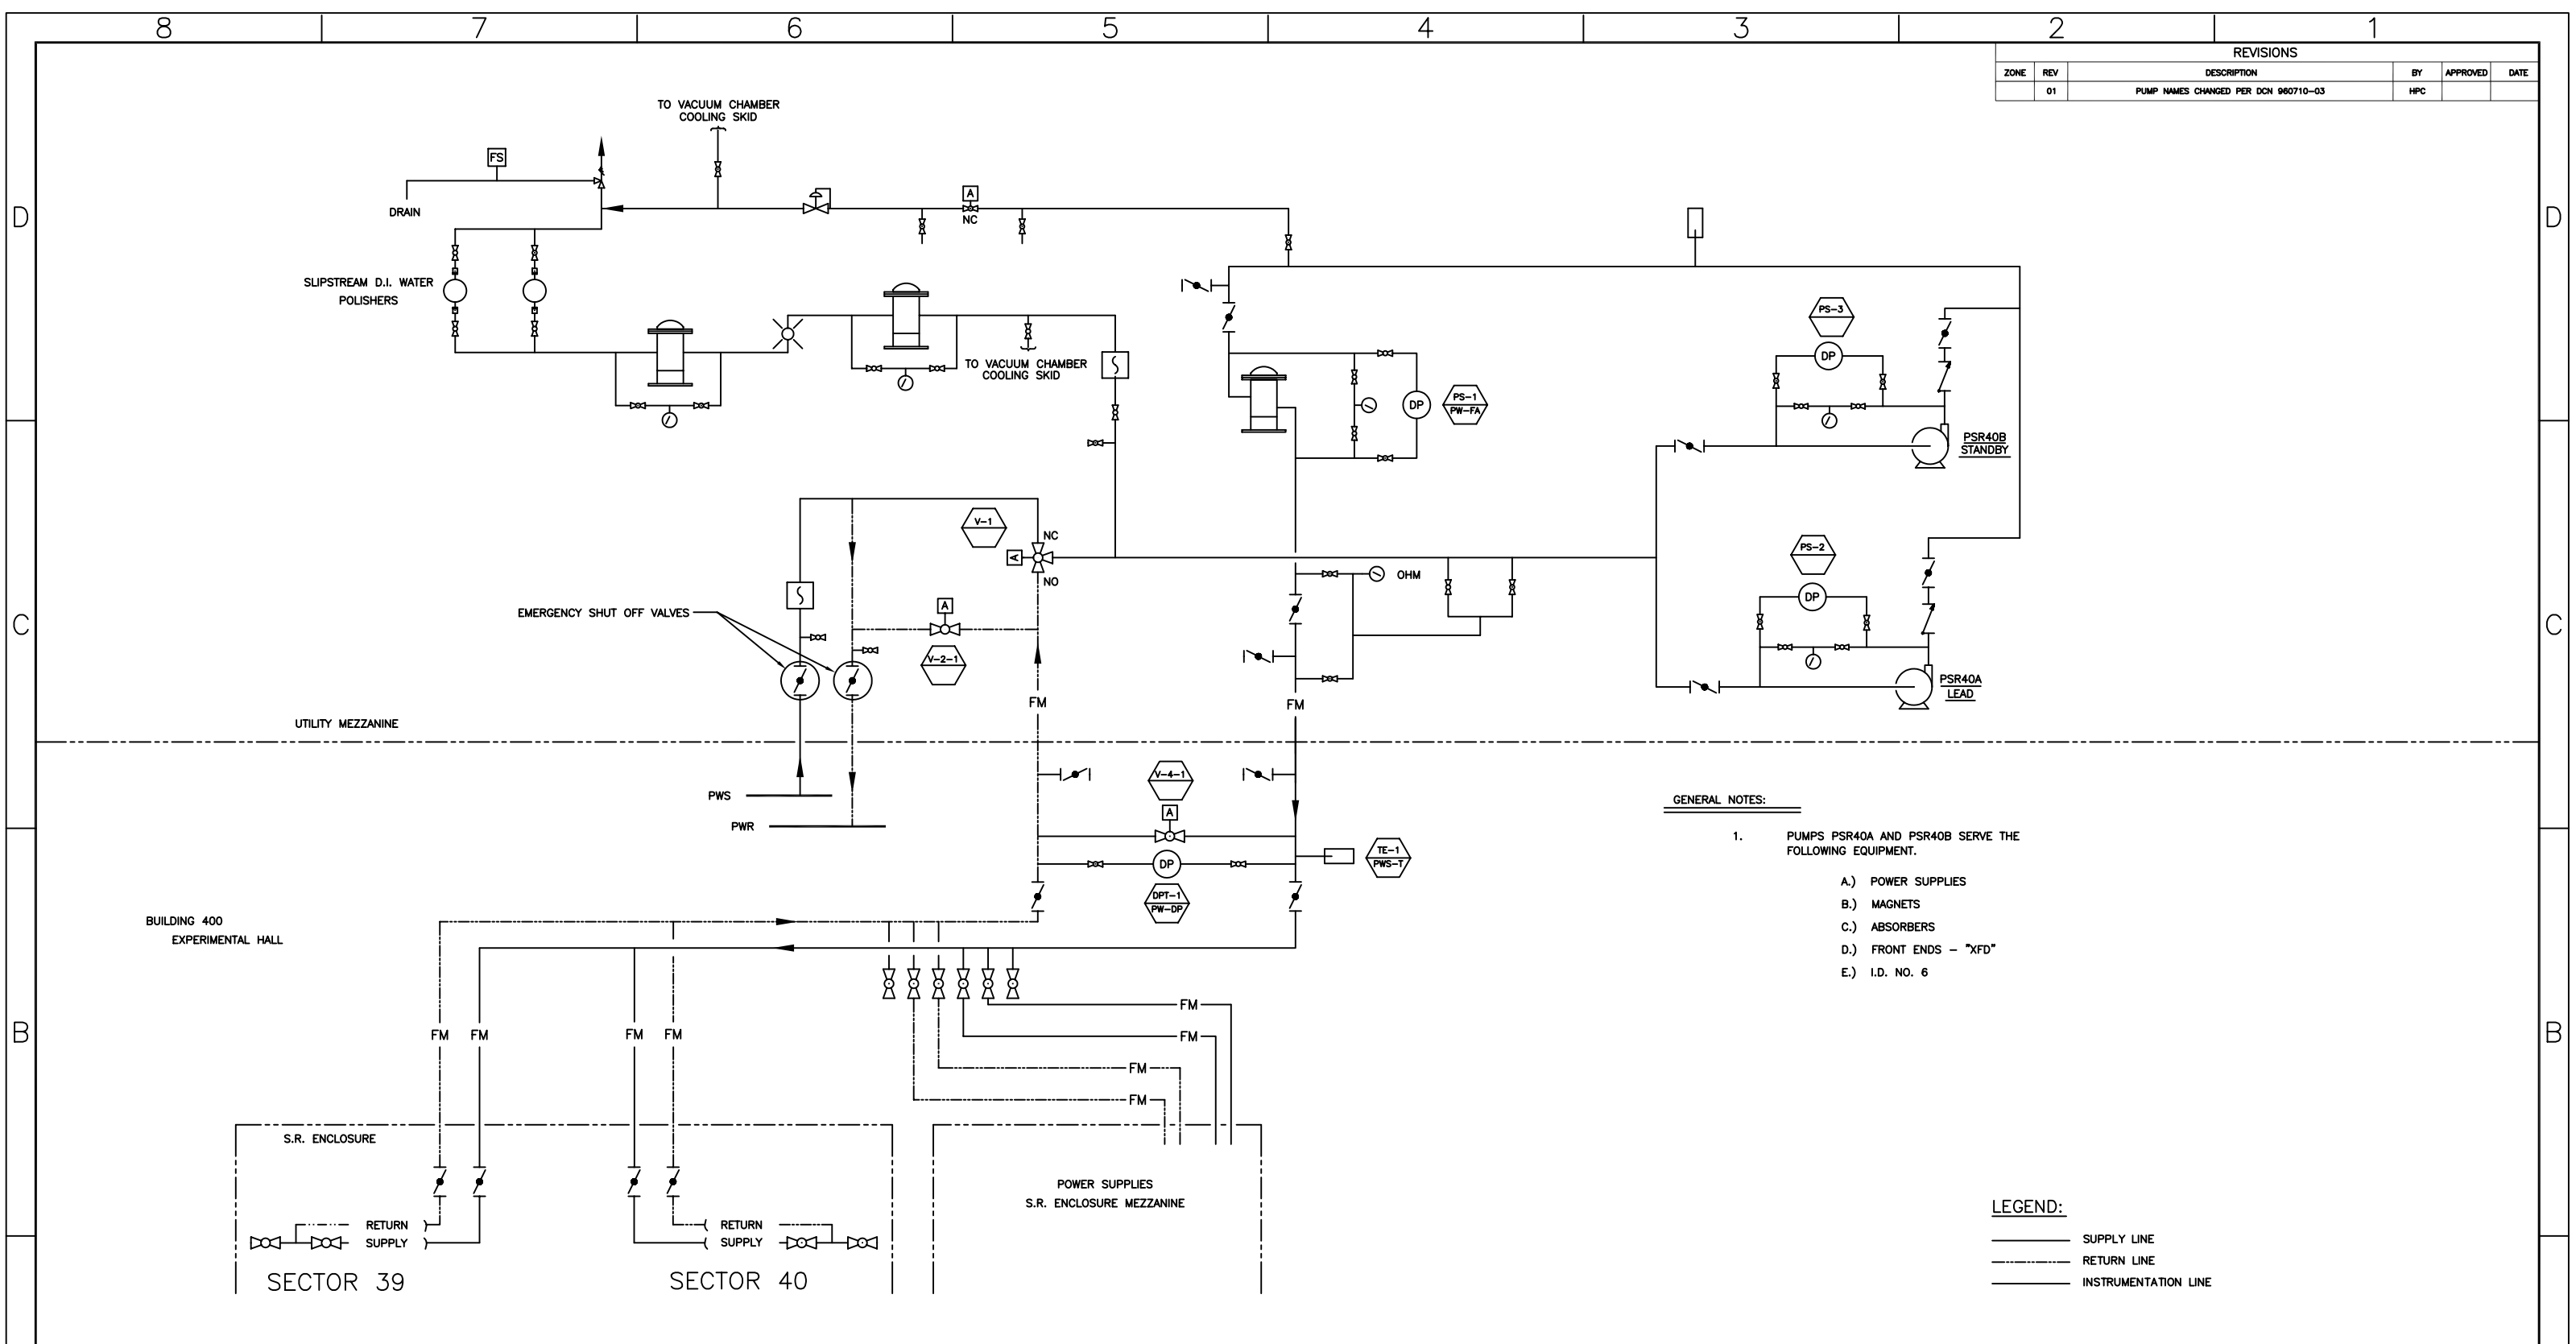 8 7 6 5 4 3 2 1
REVISIONS
ZONE REV DESCRIPTION BY APPROVED DATE
01 PUMP NAMES CHANGED PER DCN 960710-03 HPC
TO VACUUM CHAMBER
COOLING SKID
FS
DRAIN
A
NC
D
D
SLIPSTREAM D.I. WATER
POLISHERS
TO VACUUM CHAMBER
COOLING SKID
PS-3
DP
DP
PS-1
PW-FA
PSR40B
STANDBY
V-1
NC
A
NO
PS-2
DP
OHM
EMERGENCY SHUT OFF VALVES
A
V-2-1
C
C
PSR40A
LEAD
FM
FM
UTILITY MEZZANINE
PWS
PWR
V-4-1
A
DP
DPT-1
PW-DP
TE-1
PWS-T
GENERAL NOTES:
1. PUMPS PSR40A AND PSR40B SERVE THE
FOLLOWING EQUIPMENT.
A.) POWER SUPPLIES
B.) MAGNETS
C.) ABSORBERS
D.) FRONT ENDS - "XFD"
E.) I.D. NO. 6
BUILDING 400
EXPERIMENTAL HALL
FM
FM
FM FM FM FM
B
B
FM
FM
S.R. ENCLOSURE
POWER SUPPLIES
S.R. ENCLOSURE MEZZANINE
RETURN
SUPPLY
RETURN
SUPPLY
SECTOR 39
SECTOR 40
LEGEND:
SUPPLY LINE
RETURN LINE
INSTRUMENTATION LINE